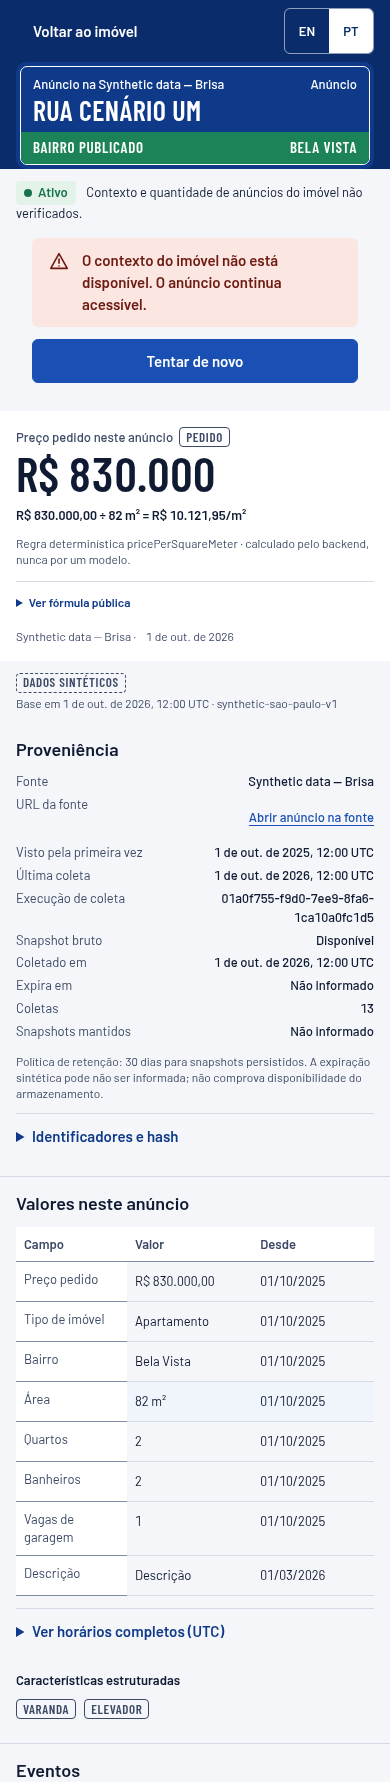 Voltar ao imóvel
EN PT
Anúncio na Synthetic data — Brisa Anúncio
RUA CENÁRIO UM
BAIRRO PUBLICADO BELA VISTA
Ativo Contexto e quantidade de anúncios do imóvel não
verificados.
O contexto do imóvel não está
disponível. O anúncio continua
acessível.
Tentar de novo
Preço pedido neste anúncio PEDIDO
R$ 830.000
R$ 830.000,00 ÷ 82 m² = R$ 10.121,95/m²
Regra determinística pricePerSquareMeter · calculado pelo backend,
nunca por um modelo.
Ver fórmula pública
Synthetic data — Brisa · 1 de out. de 2026
DADOS SINTÉTICOS
Base em 1 de out. de 2026, 12:00 UTC · synthetic-sao-paulo-v1
Proveniência
Fonte Synthetic data — Brisa
URL da fonte
Abrir anúncio na fonte
Visto pela primeira vez 1 de out. de 2025, 12:00 UTC
Última coleta 1 de out. de 2026, 12:00 UTC
Execução de coleta 01a0f755-f9d0-7ee9-8fa6-
1ca10a0fc1d5
Snapshot bruto Disponível
Coletado em 1 de out. de 2026, 12:00 UTC
Expira em Não informado
Coletas 13
Snapshots mantidos Não informado
Política de retenção: 30 dias para snapshots persistidos. A expiração
sintética pode não ser informada; não comprova disponibilidade do
armazenamento.
Identificadores e hash
Valores neste anúncio
Campo Valor Desde
Preço pedido R$ 830.000,00 01/10/2025
Tipo de imóvel Apartamento 01/10/2025
Bairro Bela Vista 01/10/2025
Área 82 m² 01/10/2025
Quartos 2 01/10/2025
Banheiros 2 01/10/2025
Vagas de
garagem 1 01/10/2025
Descrição Descrição 01/03/2026
Ver horários completos (UTC)
Características estruturadas
VARANDA ELEVADOR
Eventos